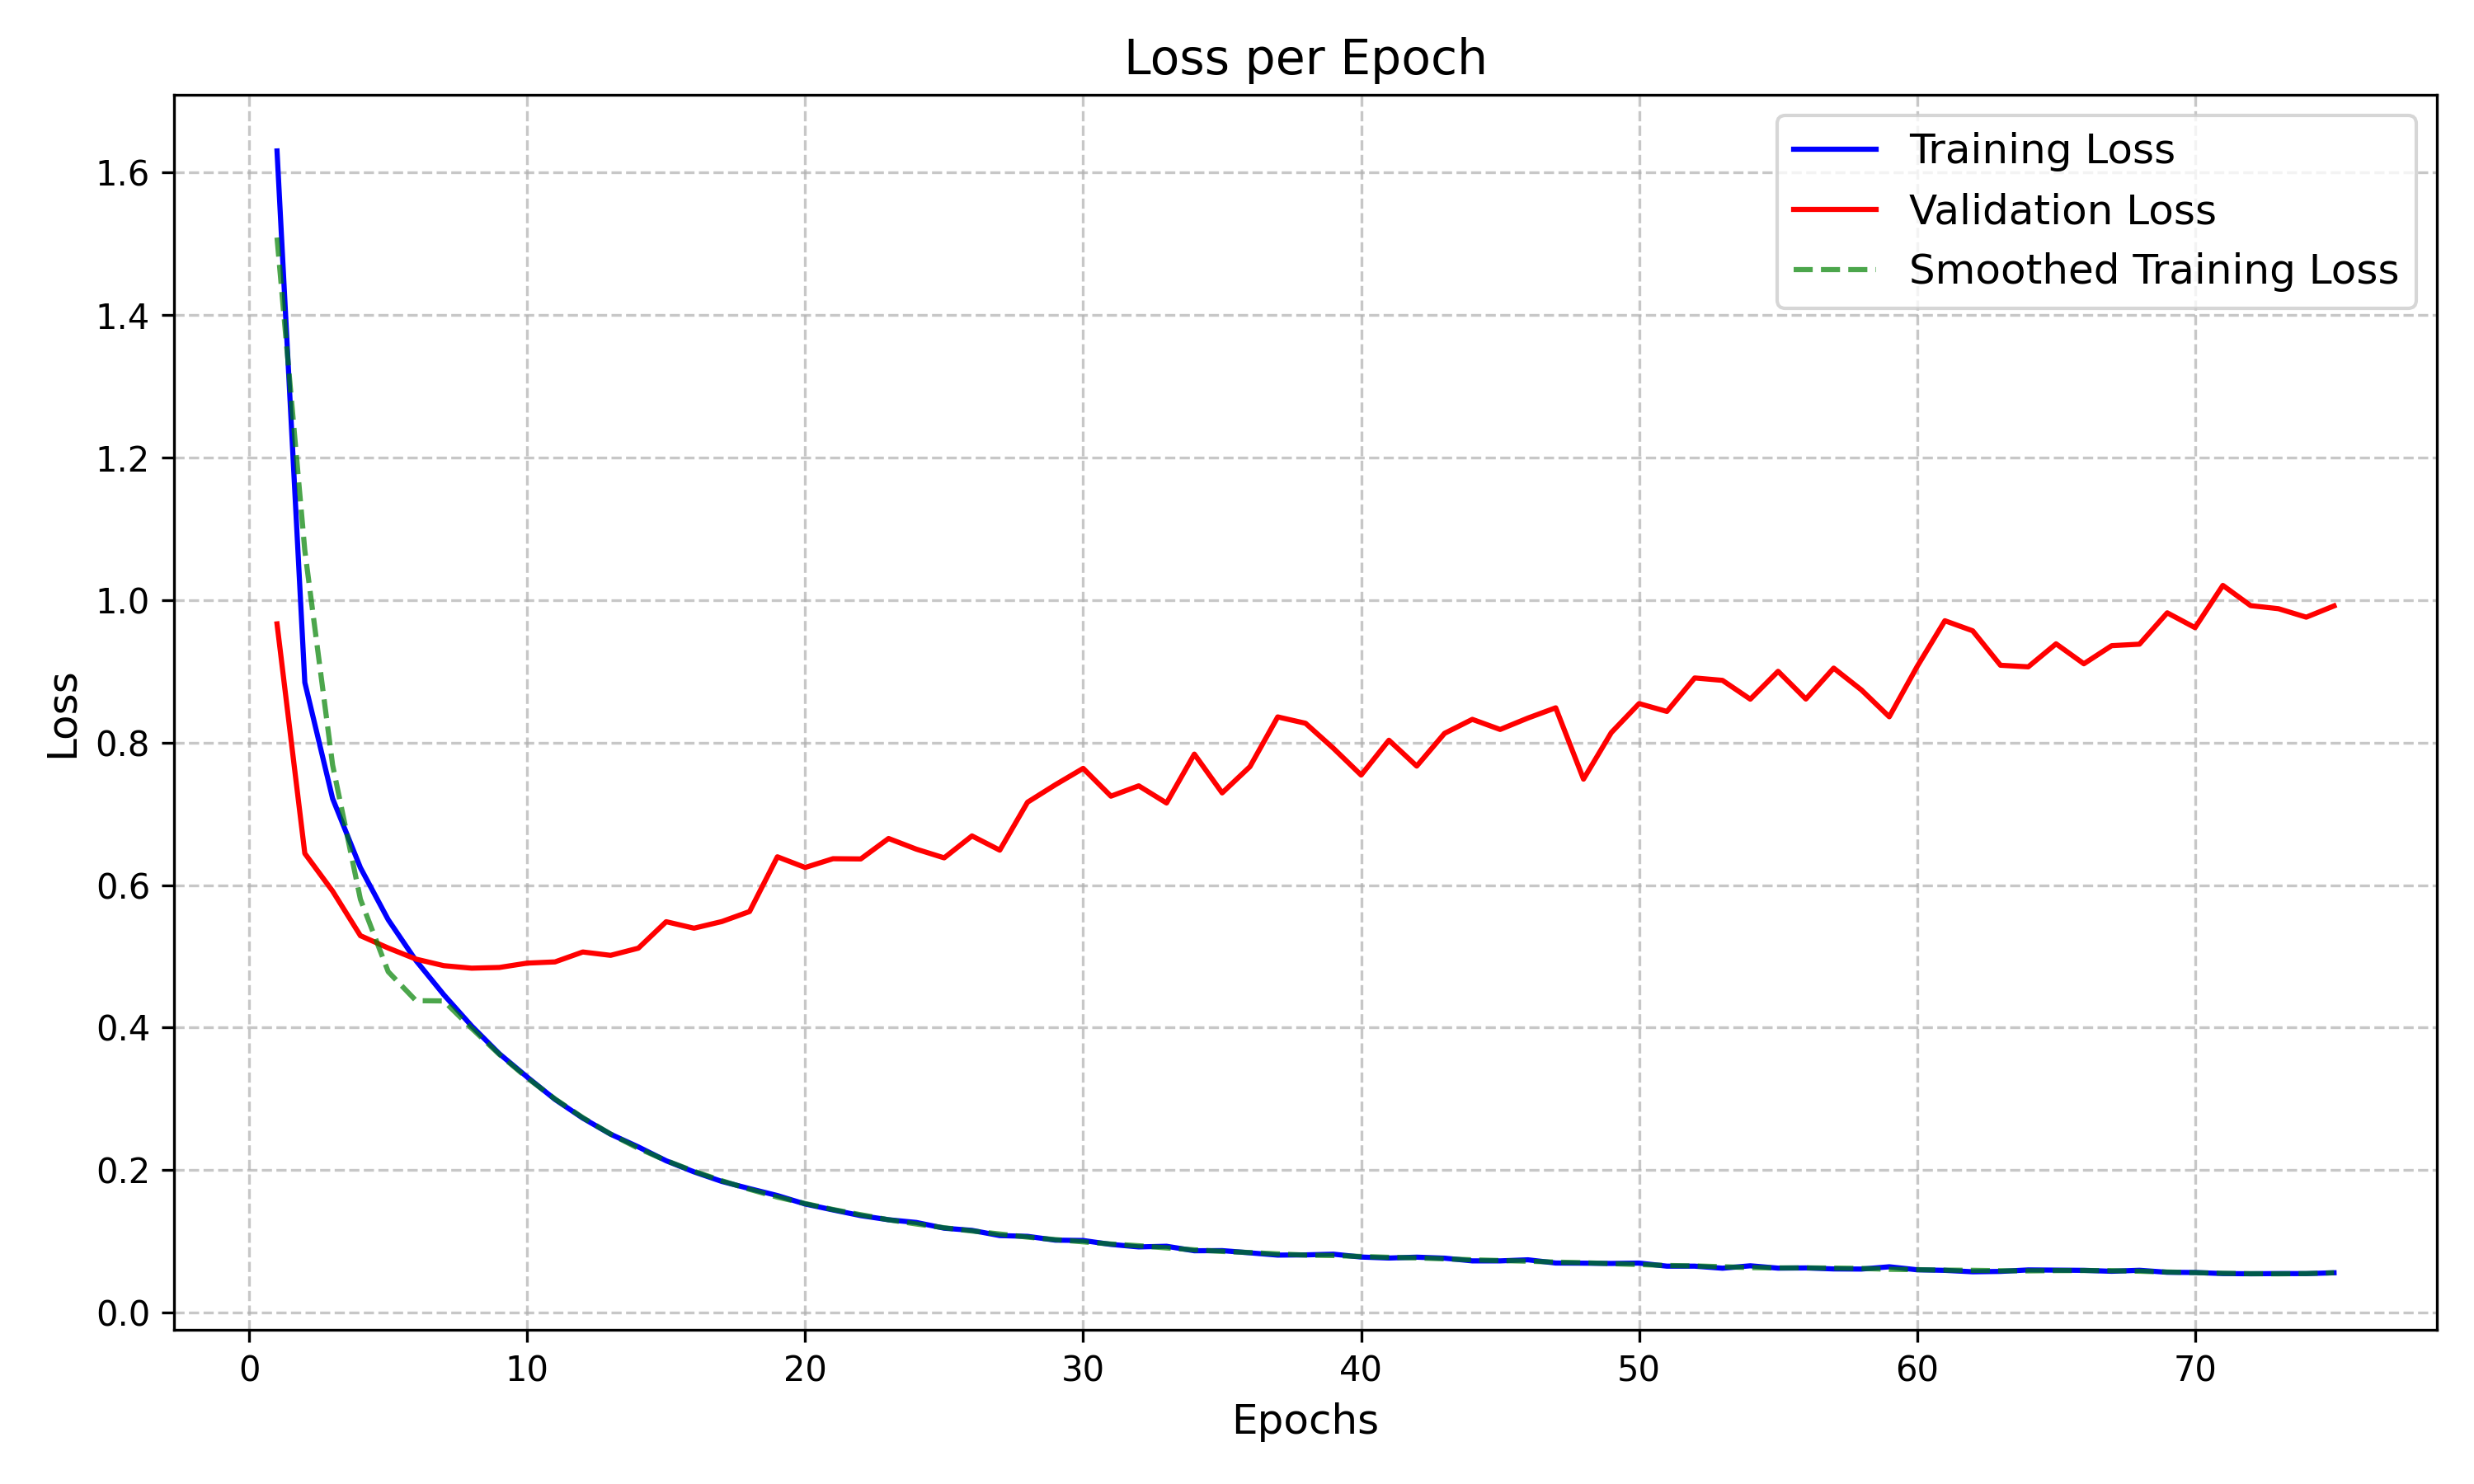 Loss per Epoch
Training Loss
Validation Loss
Smoothed Training Loss
1.6
1.4
1.2
1.0
0.8
0.6
0.4
0.2
0.0
Loss
0 10 20 30 40 50 60 70
Epochs